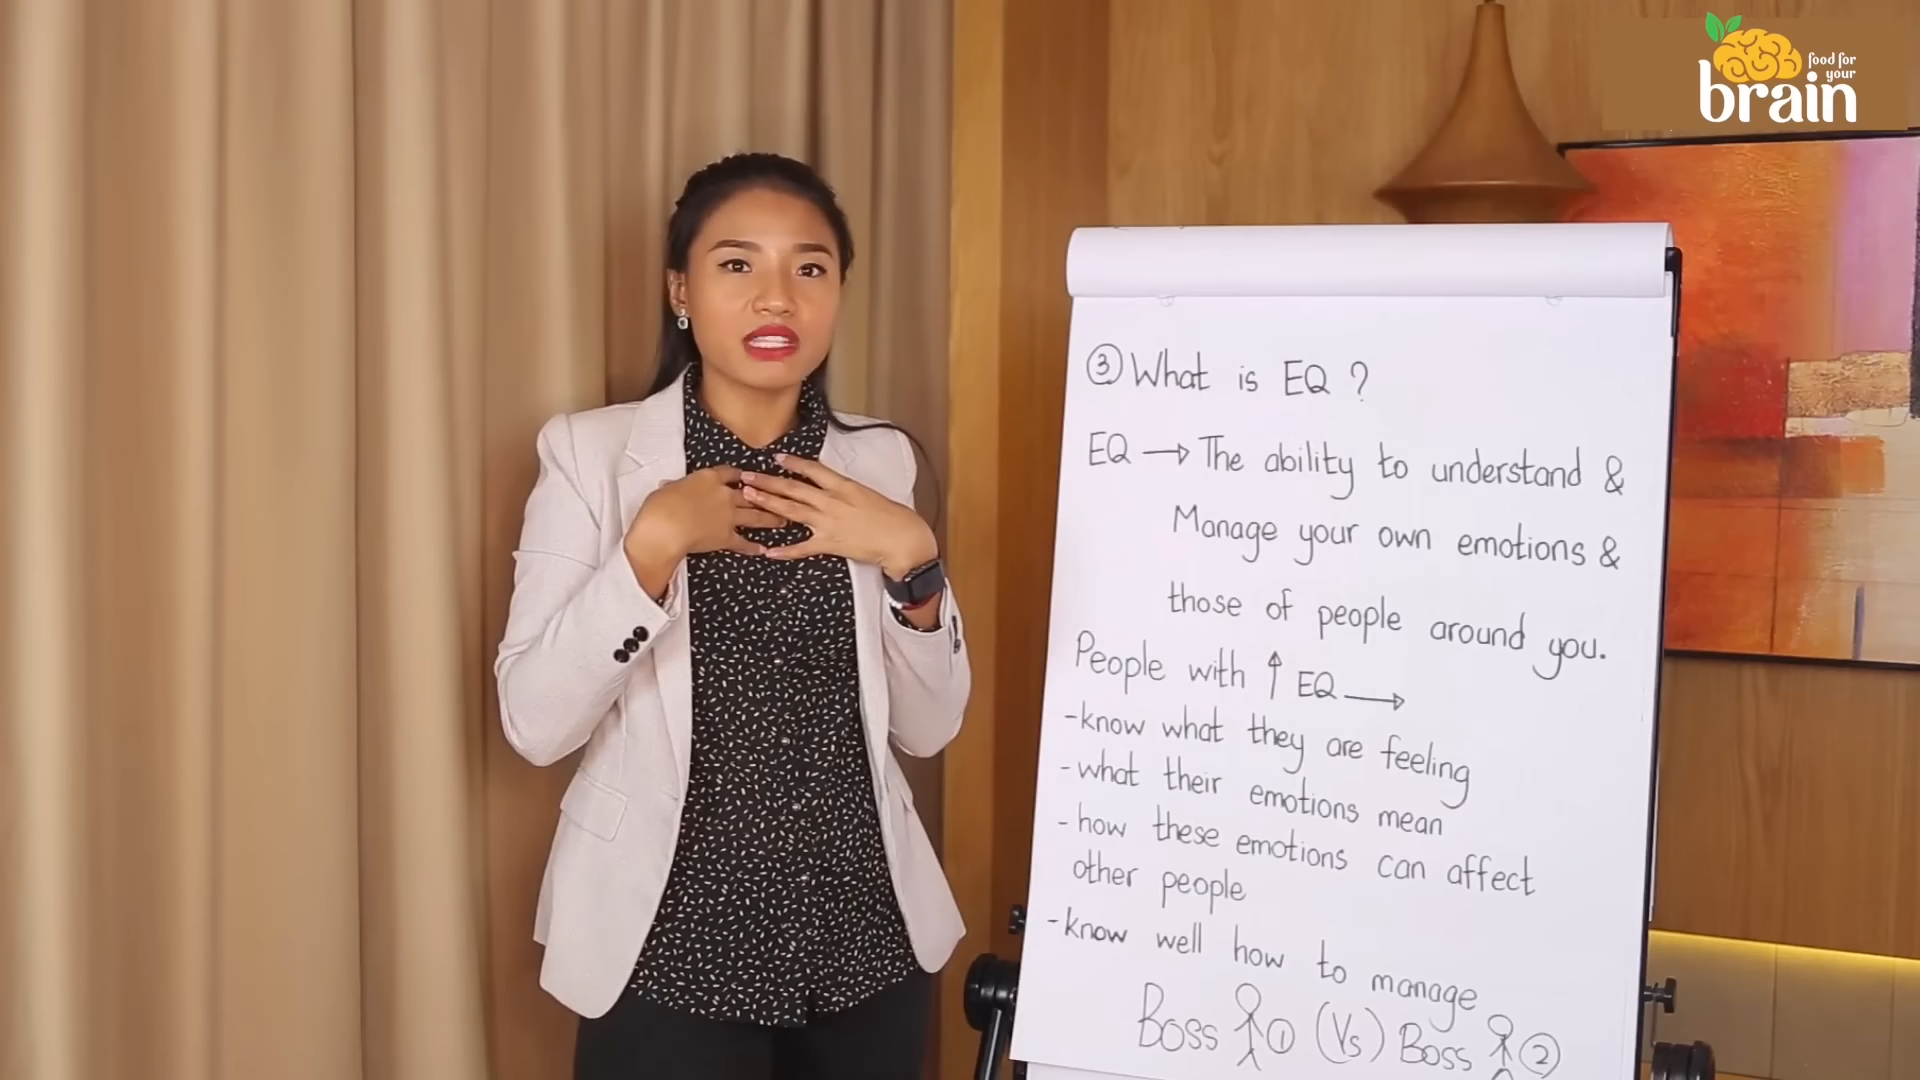 food for
your
brain
③ What is EQ ?
EQ → The ability to understand &
Manage your own emotions &
those of people around you.
People with ↑ EQ →
-know what they are feeling
-what their emotions mean
-how these emotions can affect
other people
-know well how to manage
Boss ① (Vs) Boss ②